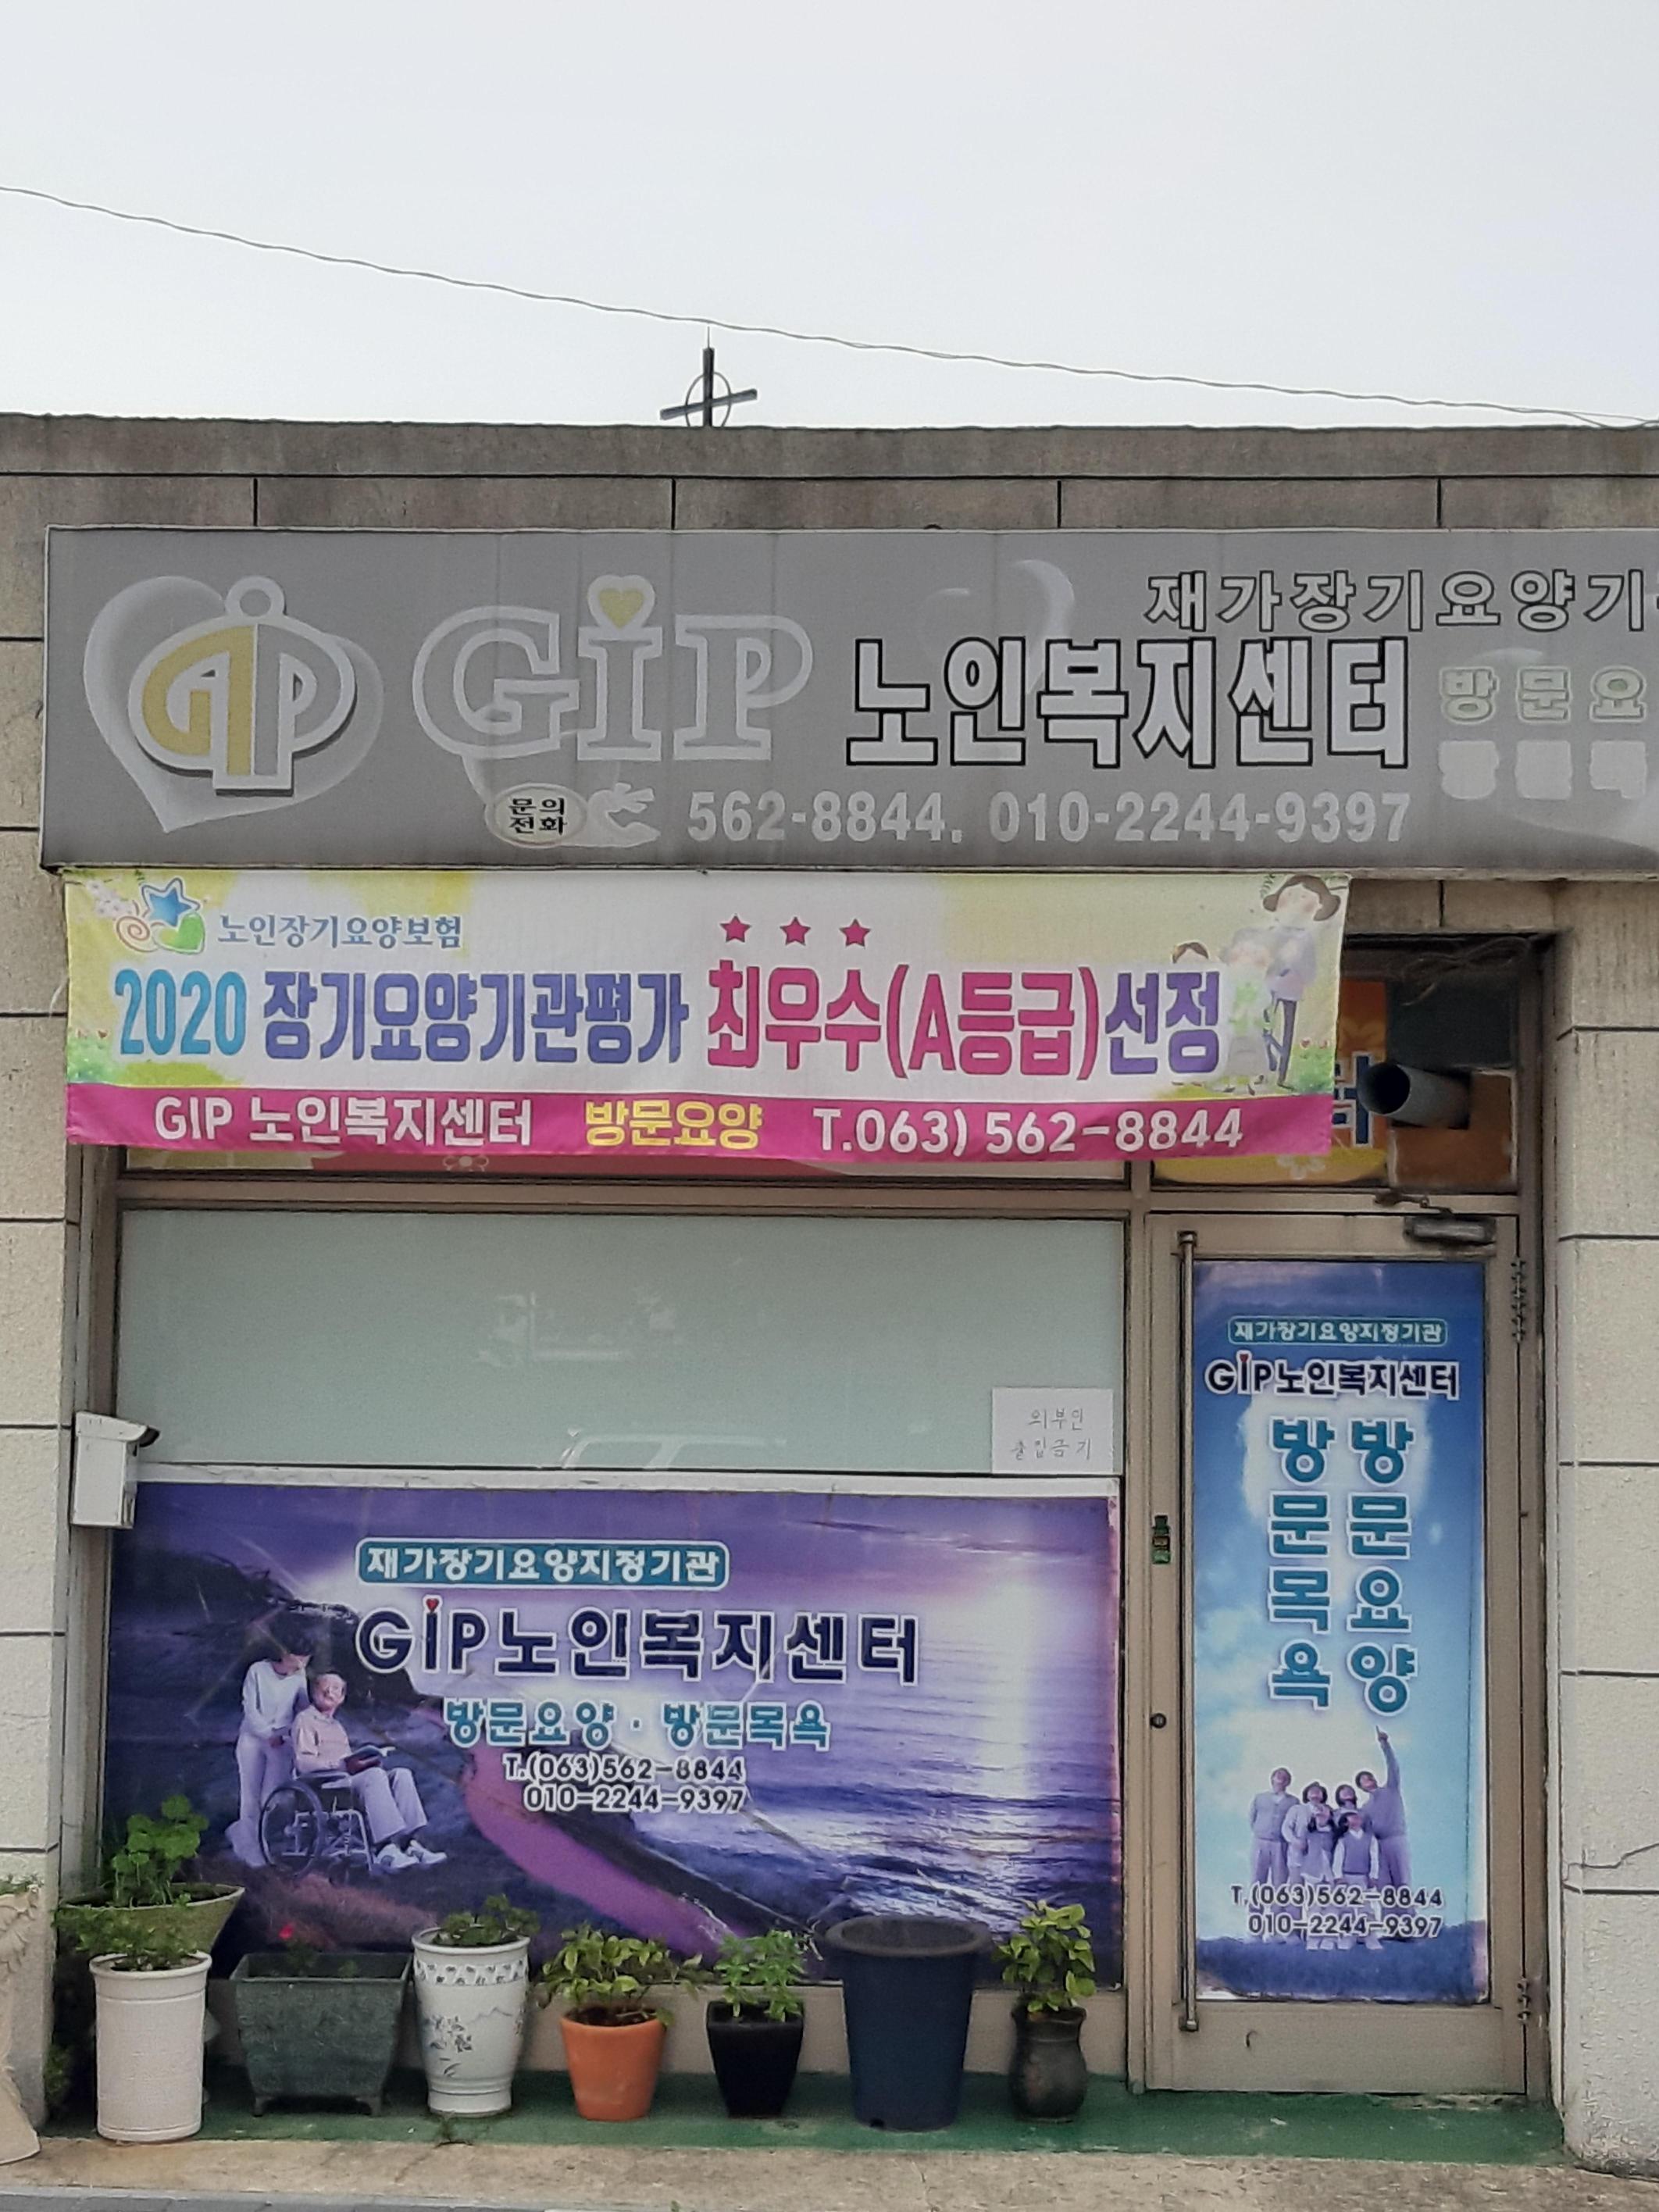 GIP
GIP 노인복지센터
재가장기요양기
방문요
문의
전화
562-8844. 010-2244-9397
노인장기요양보험
2020 장기요양기관평가 최우수(A등급)선정
GIP 노인복지센터 방문요양 T.063) 562-8844
터
외부인
출입금지
재가장기요양지정기관
GIP노인복지센터
방문요양 · 방문목욕
T.(063)562-8844
010-2244-9397
재가장기요양지정기관
GIP노인복지센터
방문요양
방문목욕
T.(063)562-8844
010-2244-9397